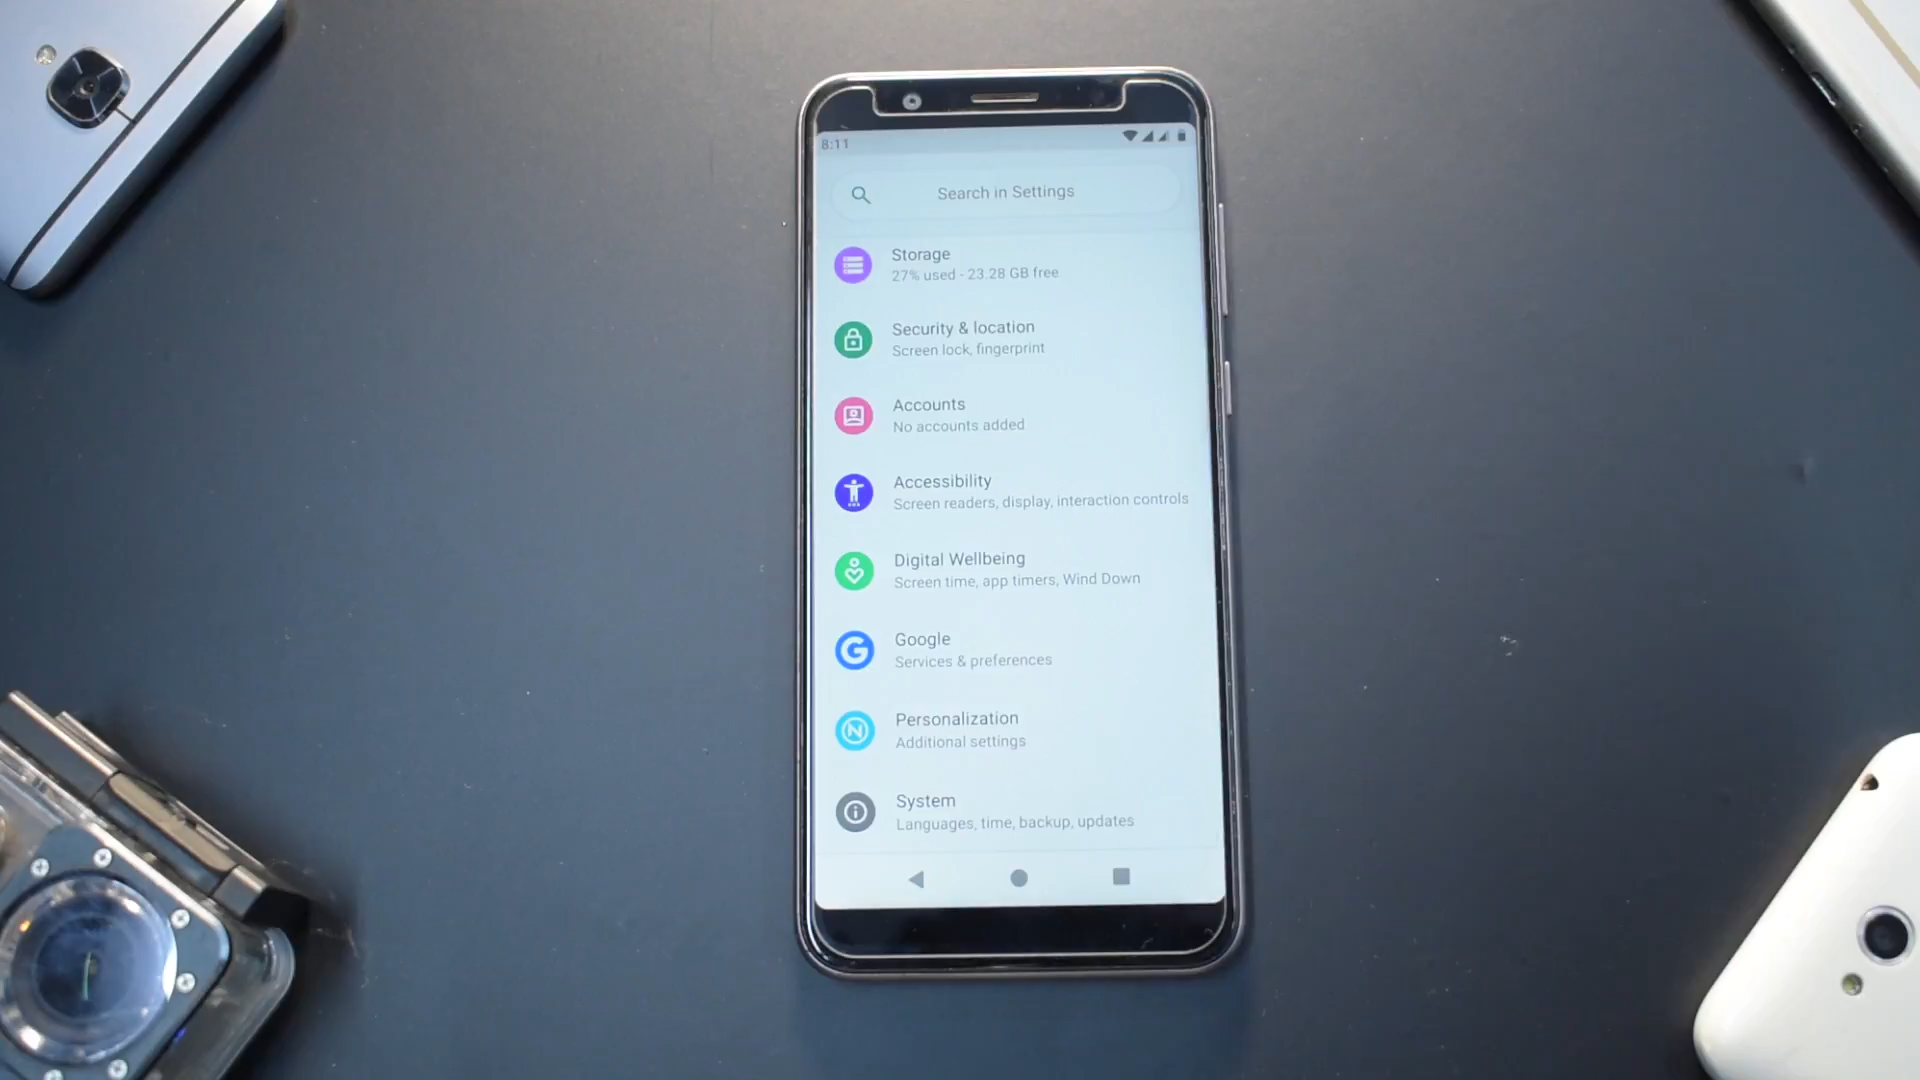 8:11
Search in Settings
Storage
27% used - 23.28 GB free
Security & location
Screen lock, fingerprint
Accounts
No accounts added
Accessibility
Screen readers, display, interaction controls
Digital Wellbeing
Screen time, app timers, Wind Down
Google
Services & preferences
Personalization
Additional settings
System
Languages, time, backup, updates